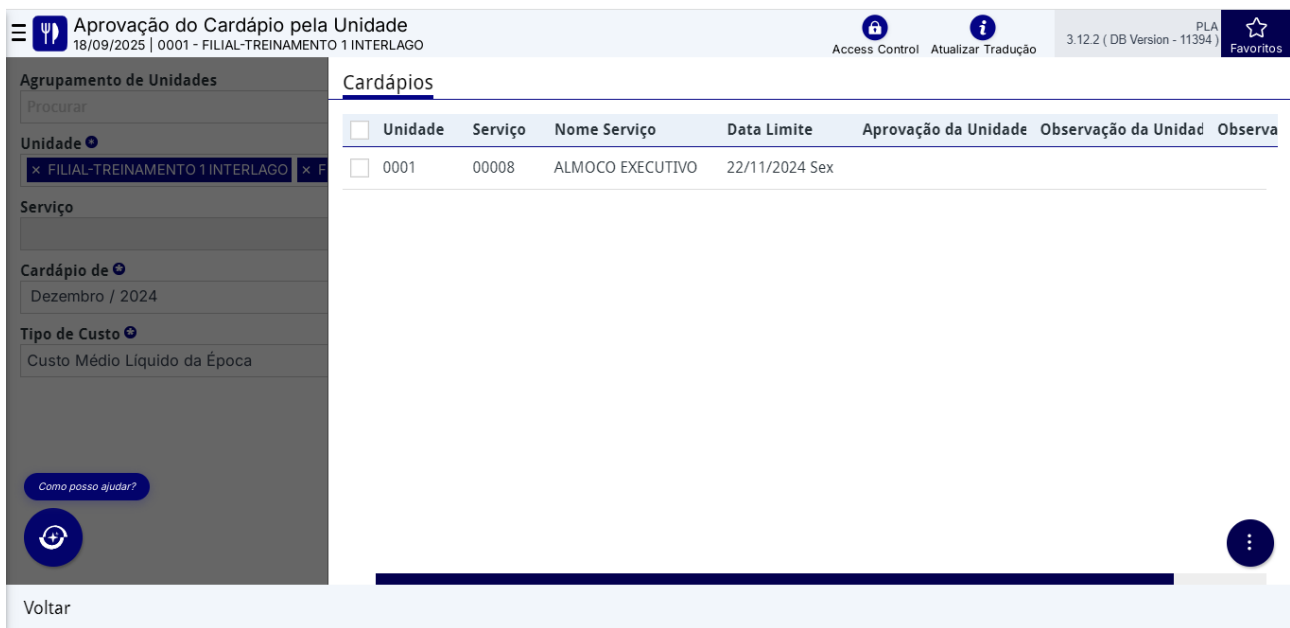 Aprovação do Cardápio pela Unidade
18/09/2025 | 0001 - FILIAL-TREINAMENTO 1 INTERLAGO
Access Control
Atualizar Tradução
PLA
3.12.2 ( DB Version - 11394 )
Favoritos
Agrupamento de Unidades
Procurar
Unidade
× FILIAL-TREINAMENTO 1 INTERLAGO × F
Serviço
Cardápio de
Dezembro / 2024
Tipo de Custo
Custo Médio Líquido da Época
Cardápios
Unidade Serviço Nome Serviço Data Limite Aprovação da Unidade Observação da Unidad Observa
0001 00008 ALMOCO EXECUTIVO 22/11/2024 Sex
Como posso ajudar?
Voltar